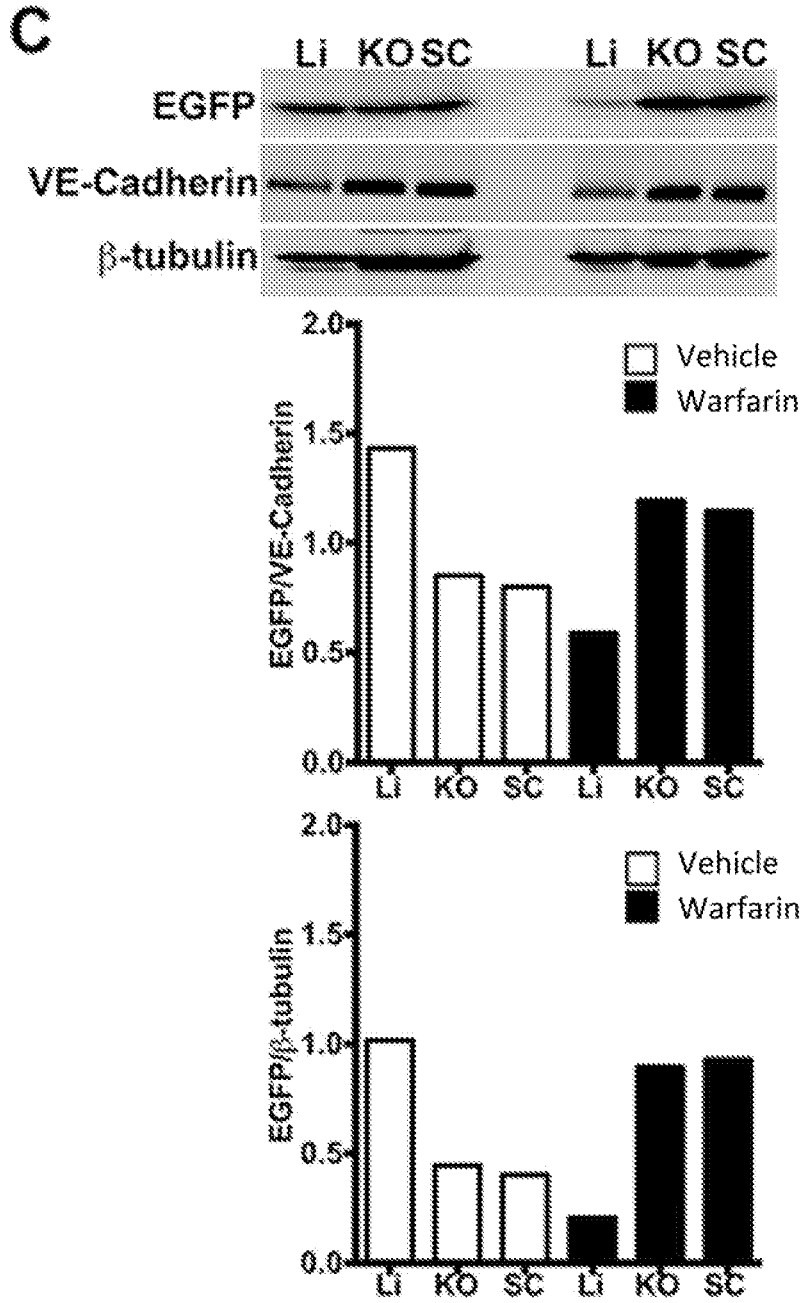 C
Li KO SC Li KO SC
EGFP
VE-Cadherin
β-tubulin
2.0
1.5
1.0
0.5
0.0
EGFP/VE-Cadherin
Vehicle
Warfarin
Li KO SC Li KO SC
2.0
1.5
1.0
0.5
0.0
EGFP/β-tubulin
Vehicle
Warfarin
Li KO SC Li KO SC